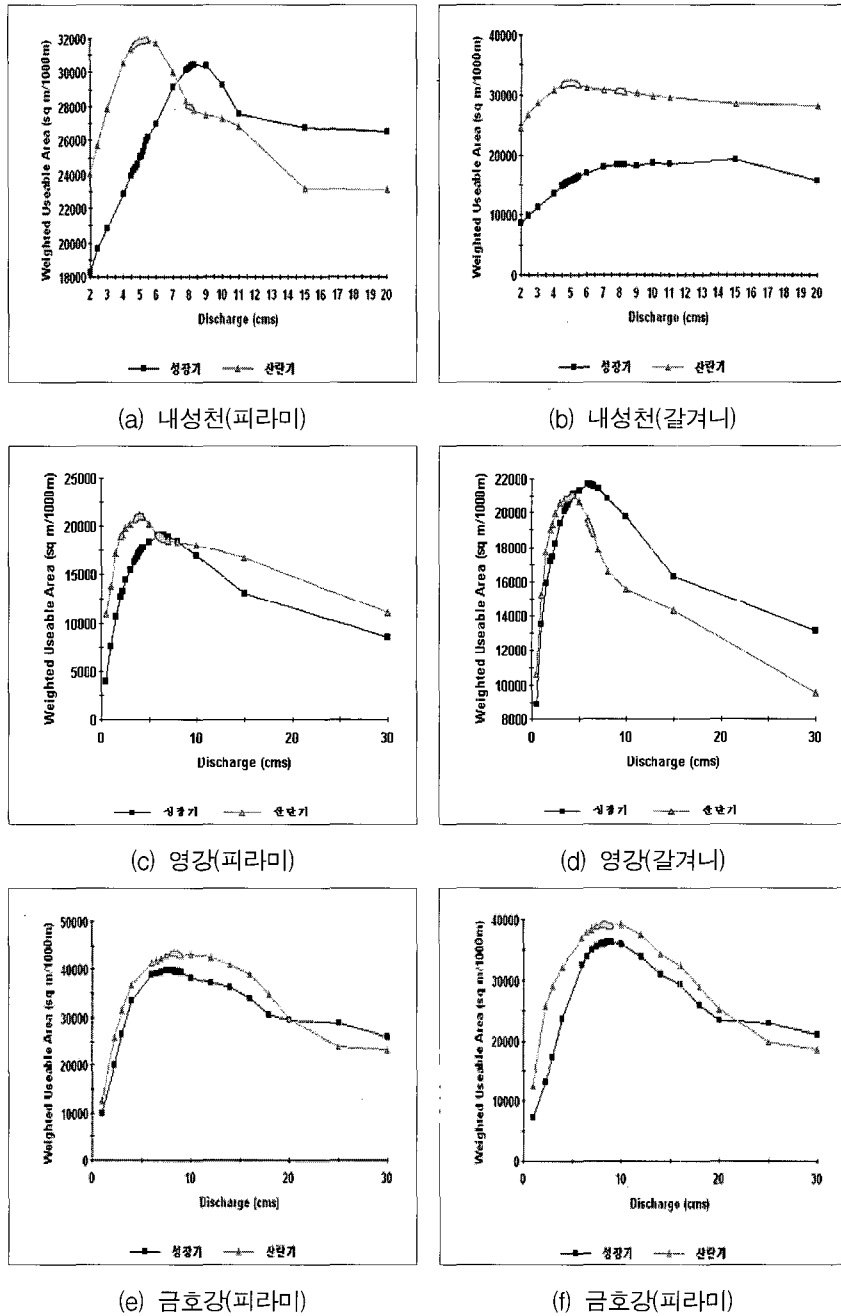 Weighted Useable Area (sq m/1000m)
32000
30000
28000
26000
24000
22000
20000
18000
2 3 4 5 6 7 8 9 10 11 12 13 14 15 16 17 18 19 20
Discharge (cms)
성장기 산란기
(a) 내성천(피라미)
Weighted Useable Area (sq m/1000m)
40000
30000
20000
10000
0
2 3 4 5 6 7 8 9 10 11 12 13 14 15 16 17 18 19 20
Discharge (cms)
성장기 산란기
(b) 내성천(갈겨니)
Weighted Useable Area (sq m/1000m)
25000
20000
15000
10000
5000
0
0 10 20 30
Discharge (cms)
성장기 산란기
(c) 영강(피라미)
Weighted Useable Area (sq m/1000m)
22000
20000
18000
16000
14000
12000
10000
8000
0 10 20 30
Discharge (cms)
성장기 산란기
(d) 영강(갈겨니)
Weighted Useable Area (sq m/1000m)
50000
40000
30000
20000
10000
0
0 10 20 30
Discharge (cms)
성장기 산란기
(e) 금호강(피라미)
Weighted Useable Area (sq m/1000m)
40000
30000
20000
10000
0
0 10 20 30
Discharge (cms)
성장기 산란기
(f) 금호강(피라미)